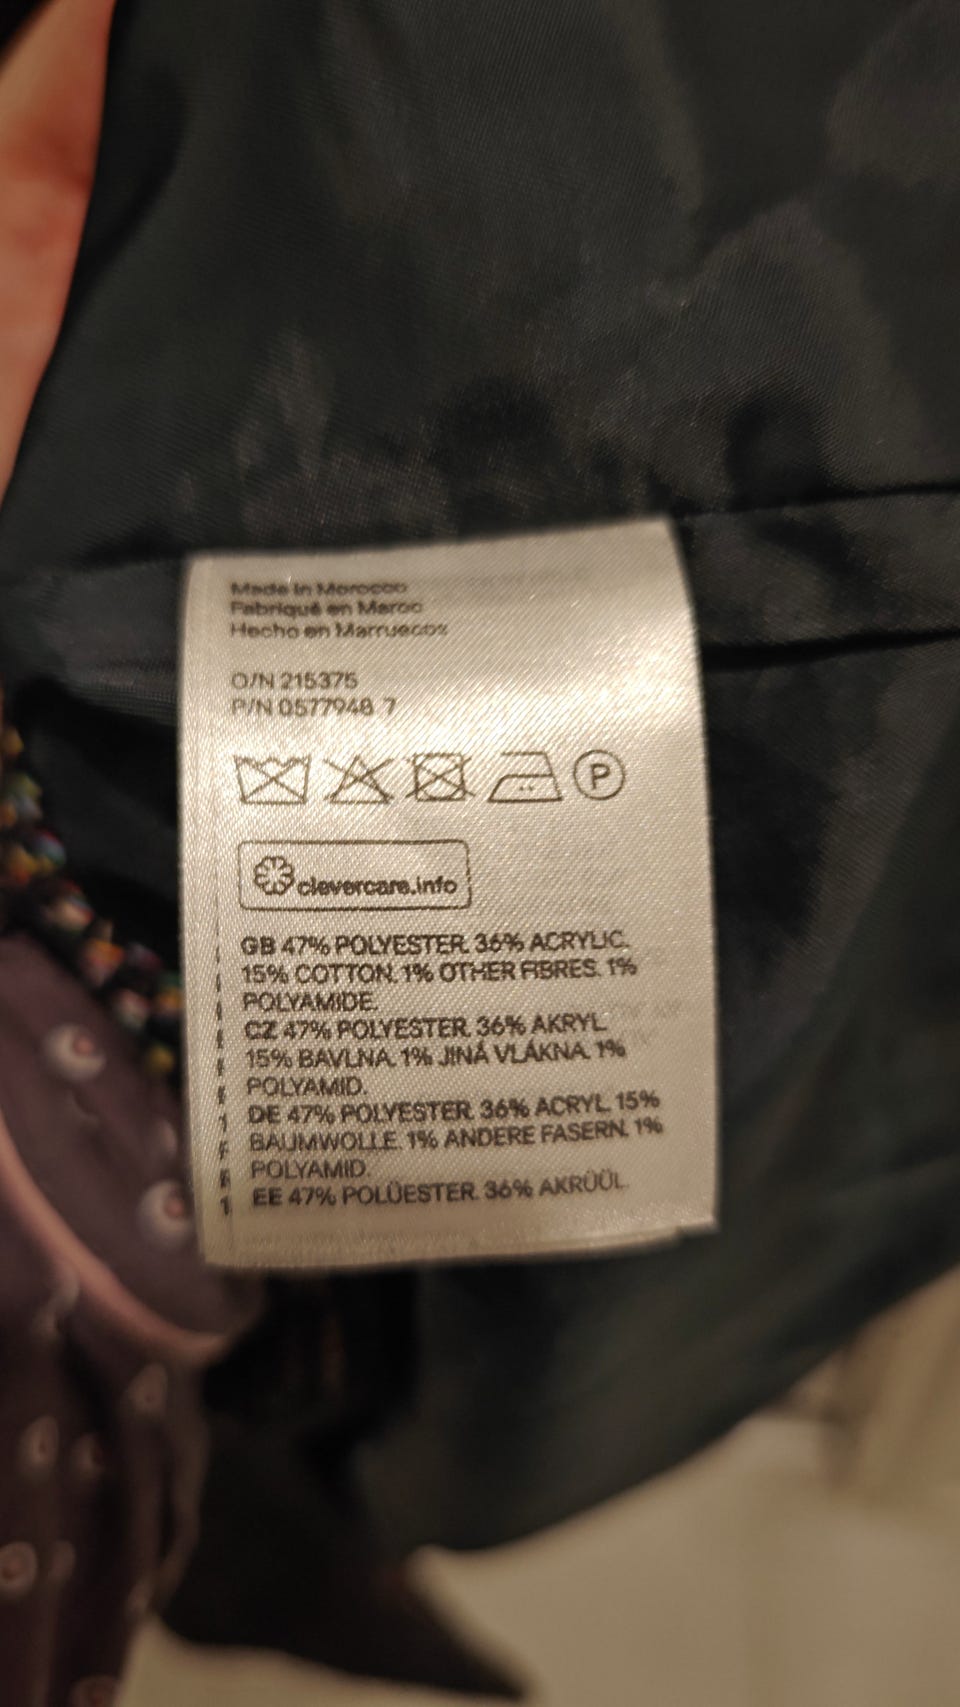 Made in Morocco
Fabriqué en Maroc
Hecho en Marruecos
O/N 215375
P/N 0577948 7
P
clevercare.info
GB 47% POLYESTER. 36% ACRYLIC.
15% COTTON. 1% OTHER FIBRES. 1%
POLYAMIDE.
CZ 47% POLYESTER. 36% AKRYL.
15% BAVLNA. 1% JINÁ VLÁKNA. 1%
POLYAMID.
DE 47% POLYESTER. 36% ACRYL. 15%
BAUMWOLLE. 1% ANDERE FASERN. 1%
POLYAMID.
EE 47% POLÜESTER. 36% AKRÜÜL.